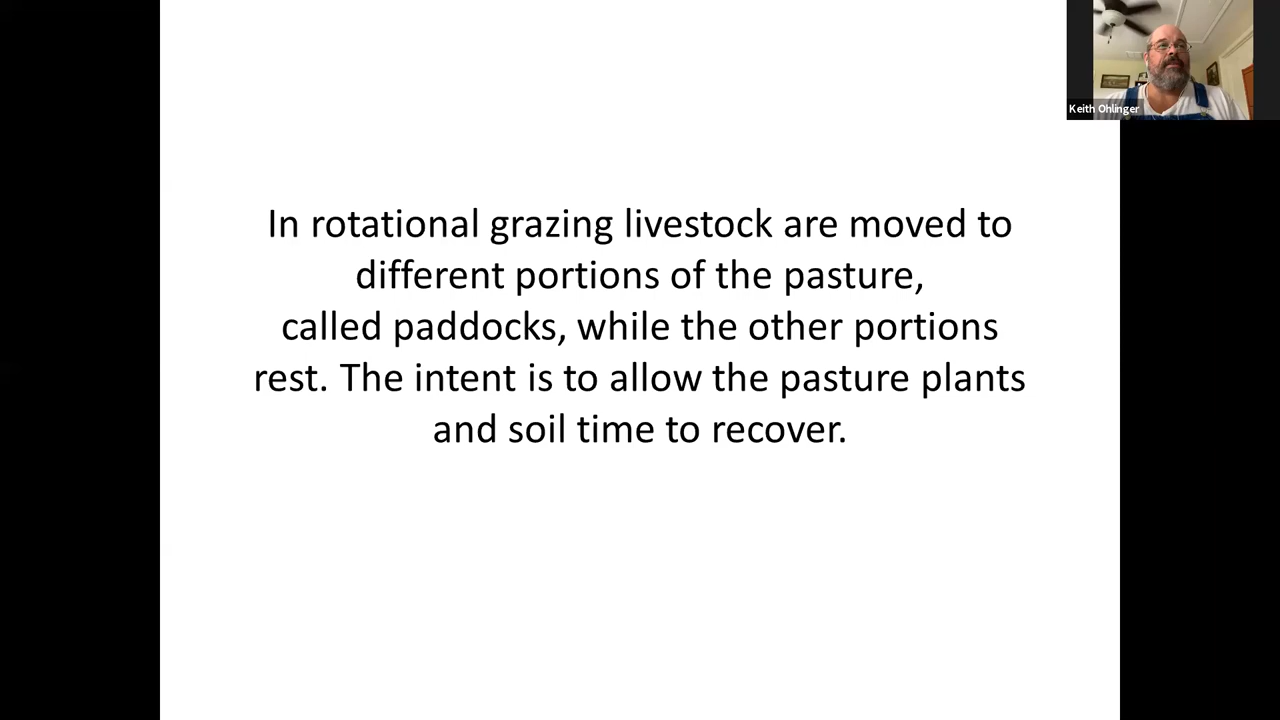 Keith Ohlinger
In rotational grazing livestock are moved to
different portions of the pasture,
called paddocks, while the other portions
rest. The intent is to allow the pasture plants
and soil time to recover.